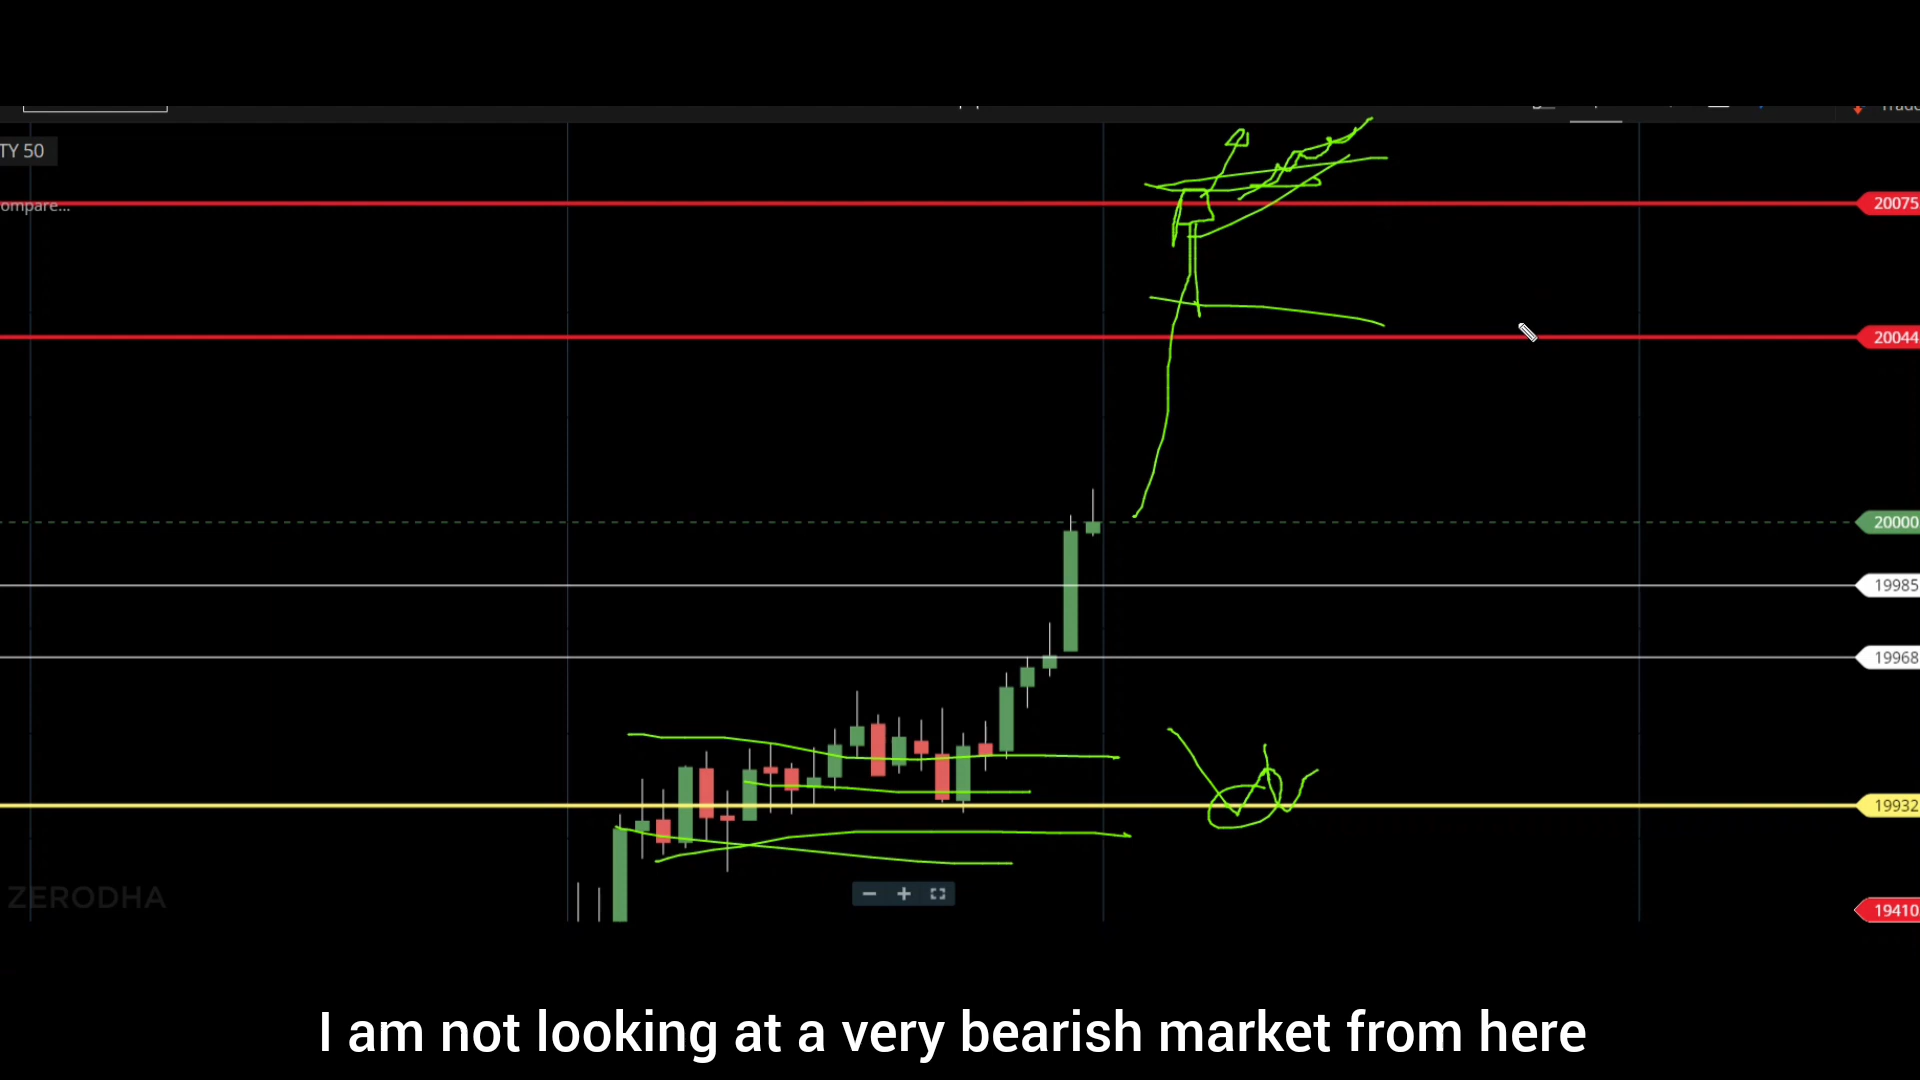 TY 50
ompare...
20075
20044
20000
19985
19968
19932
19410
ZERODHA
I am not looking at a very bearish market from here